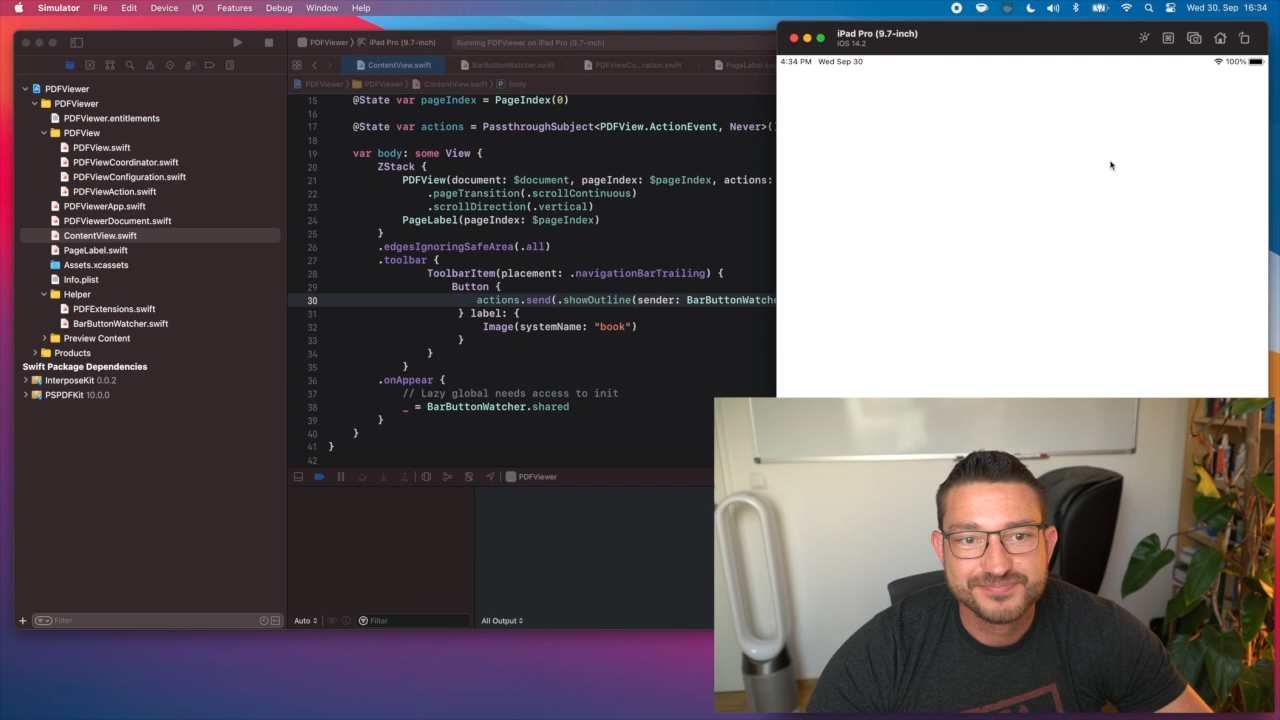 Simulator File Edit Device I/O Features Debug Window Help Wed 30. Sep 16:34
PDFViewer iPad Pro (9.7-inch) Running PDFViewer on iPad Pro (9.7-inch)
ContentView.swift BarButtonWatcher.swift PDFViewCo...ration.swift PageLabel.swift
PDFViewer PDFViewer ContentView.swift P body
PDFViewer
PDFViewer
PDFViewer.entitlements
PDFView
PDFView.swift
PDFViewCoordinator.swift
PDFViewConfiguration.swift
PDFViewAction.swift
PDFViewerApp.swift
PDFViewerDocument.swift
ContentView.swift
PageLabel.swift
Assets.xcassets
Info.plist
Helper
PDFExtensions.swift
BarButtonWatcher.swift
Preview Content
Products
Swift Package Dependencies
InterposeKit 0.0.2
PSPDFKit 10.0.0
Filter
15 @State var pageIndex = PageIndex(0)
16
17 @State var actions = PassthroughSubject<PDFView.ActionEvent, Never>(
18
19 var body: some View {
20 ZStack {
21 PDFView(document: $document, pageIndex: $pageIndex, actions:
22 .pageTransition(.scrollContinuous)
23 .scrollDirection(.vertical)
24 PageLabel(pageIndex: $pageIndex)
25 }
26 .edgesIgnoringSafeArea(.all)
27 .toolbar {
28 ToolbarItem(placement: .navigationBarTrailing) {
29 Button {
30 actions.send(.showOutline(sender: BarButtonWatche
31 } label: {
32 Image(systemName: "book")
33 }
34 }
35 }
36 .onAppear {
37 // Lazy global needs access to init
38 _ = BarButtonWatcher.shared
39 }
40 }
41 }
42
PDFViewer
Auto Filter All Output
iPad Pro (9.7-inch)
iOS 14.2
4:34 PM Wed Sep 30 100%